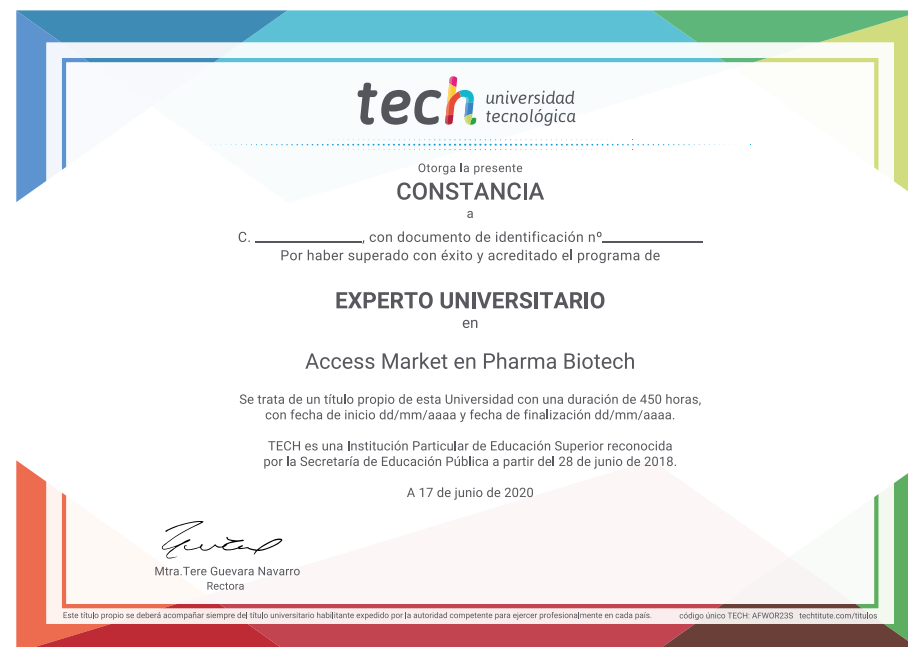 tech universidad
tecnológica
Otorga la presente
CONSTANCIA
a
C. ____________, con documento de identificación nº____________
Por haber superado con éxito y acreditado el programa de
EXPERTO UNIVERSITARIO
en
Access Market en Pharma Biotech
Se trata de un título propio de esta Universidad con una duración de 450 horas,
con fecha de inicio dd/mm/aaaa y fecha de finalización dd/mm/aaaa.
TECH es una Institución Particular de Educación Superior reconocida
por la Secretaría de Educación Pública a partir del 28 de junio de 2018.
A 17 de junio de 2020
Mtra.Tere Guevara Navarro
Rectora
Este título propio se deberá acompañar siempre del título universitario habilitante expedido por la autoridad competente para ejercer profesionalmente en cada país. código único TECH: AFWOR23S techtitute.com/titulos